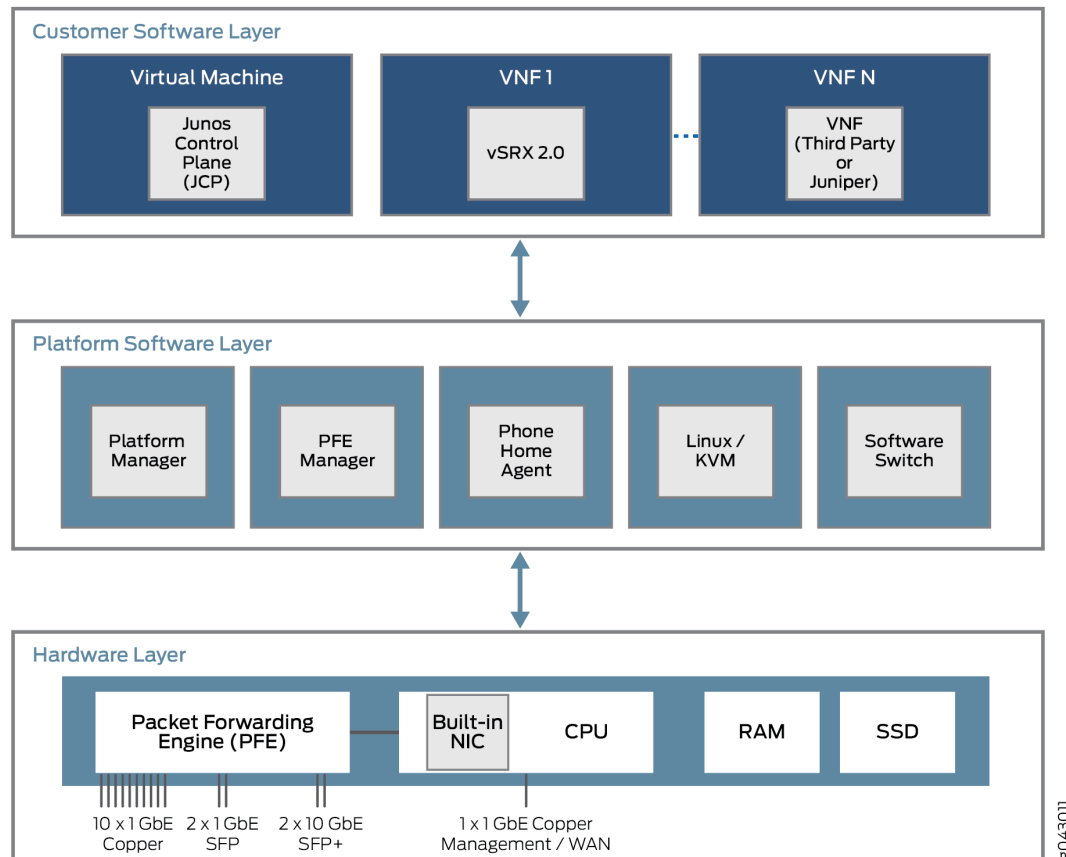 Customer Software Layer
Virtual Machine
Junos
Control
Plane
(JCP)
VNF 1
vSRX 2.0
VNF N
VNF
(Third Party
or
Juniper)
Platform Software Layer
Platform
Manager
PFE
Manager
Phone
Home
Agent
Linux /
KVM
Software
Switch
Hardware Layer
Packet Forwarding
Engine (PFE)
Built-in
NIC
CPU
RAM
SSD
10 x 1 GbE
Copper
2 x 1 GbE
SFP
2 x 10 GbE
SFP+
1 x 1 GbE Copper
Management / WAN
g043011